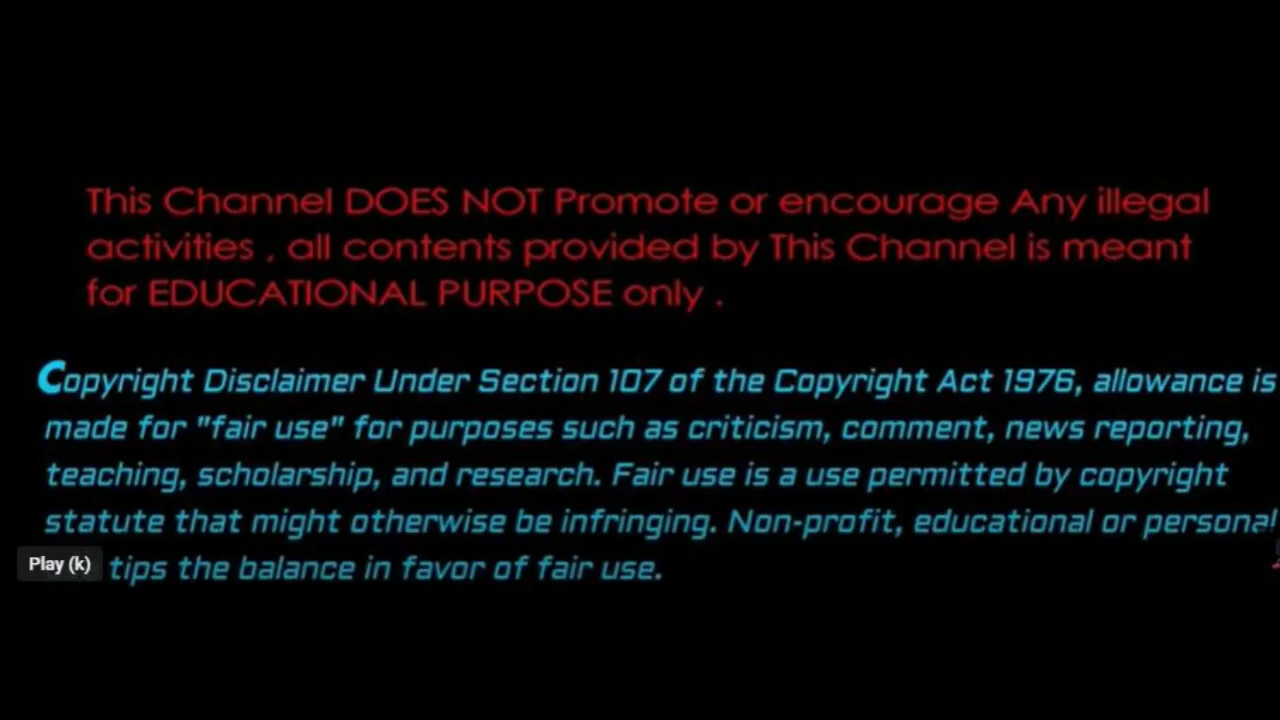 This Channel DOES NOT Promote or encourage Any illegal
activities , all contents provided by This Channel is meant
for EDUCATIONAL PURPOSE only .
Copyright Disclaimer Under Section 107 of the Copyright Act 1976, allowance is
made for "fair use" for purposes such as criticism, comment, news reporting,
teaching, scholarship, and research. Fair use is a use permitted by copyright
statute that might otherwise be infringing. Non-profit, educational or personal
Play (k) tips the balance in favor of fair use.